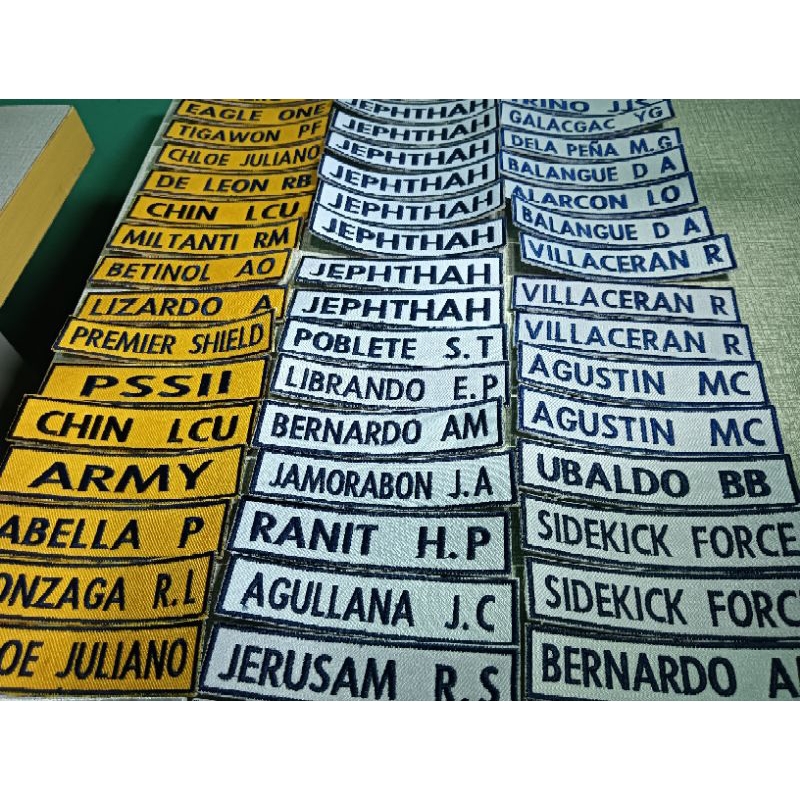 EAGLE ONE
TIGAWON PF
CHLOE JULIANO
DE LEON RB
CHIN LCU
MILTANTI RM
BETINOL AO
LIZARDO A
PREMIER SHIELD
PSSII
CHIN LCU
ARMY
ABELLA P
ONZAGA R.L
OE JULIANO
JEPHTHAH
JEPHTHAH
JEPHTHAH
JEPHTHAH
JEPHTHAH
JEPHTHAH
JEPHTHAH
JEPHTHAH
POBLETE S.T
LIBRANDO E.P
BERNARDO AM
JAMORABON J.A
RANIT H.P
AGULLANA J.C
JERUSAM R.S
RINO JJS
GALACGAC YG
DELA PEÑA M.G
BALANGUE D A
ALARCON LO
BALANGUE D A
VILLACERAN R
VILLACERAN R
VILLACERAN R
AGUSTIN MC
AGUSTIN MC
UBALDO BB
SIDEKICK FORCE
SIDEKICK FORC
BERNARDO A